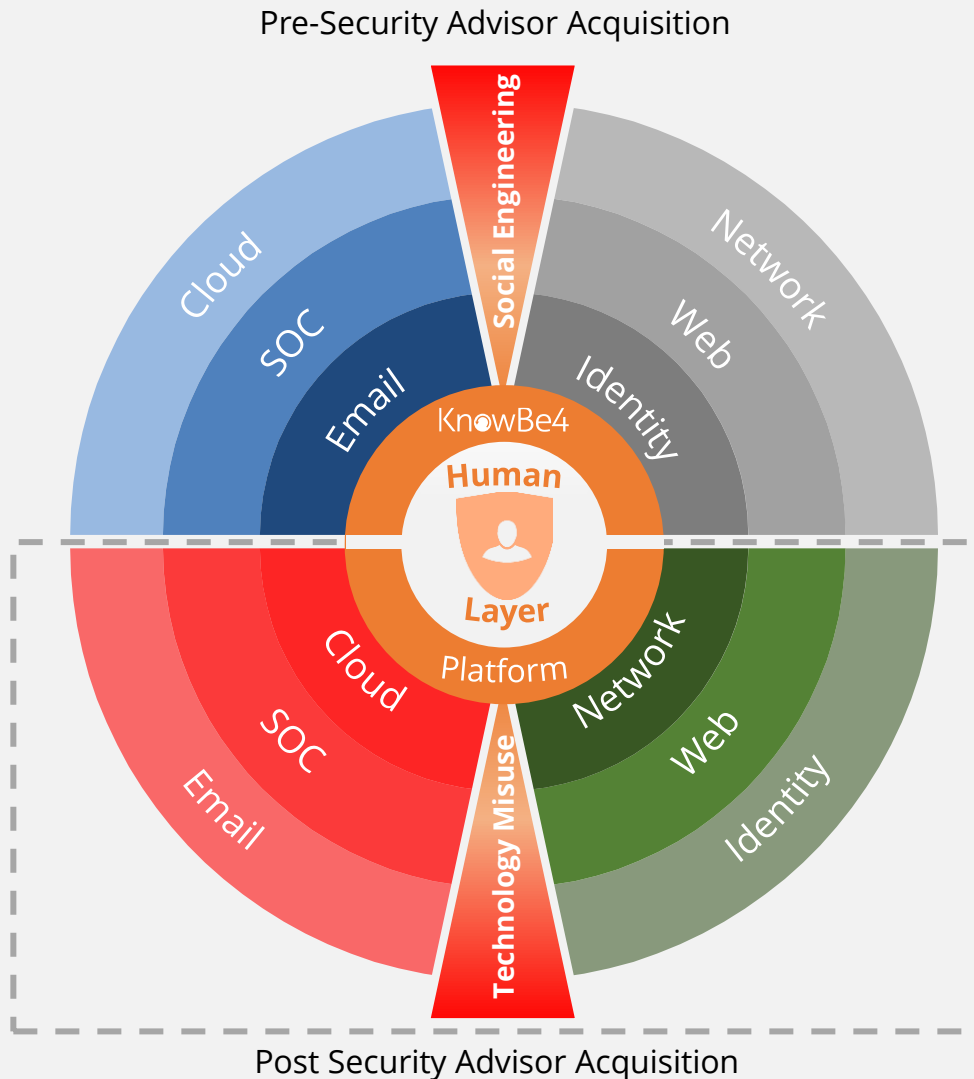 Pre-Security Advisor Acquisition
Social Engineering
Cloud
SOC
Email
Network
Web
Identity
KnowBe4
Human
Layer
Platform
Cloud
SOC
Email
Network
Web
Identity
Technology Misuse
Post Security Advisor Acquisition